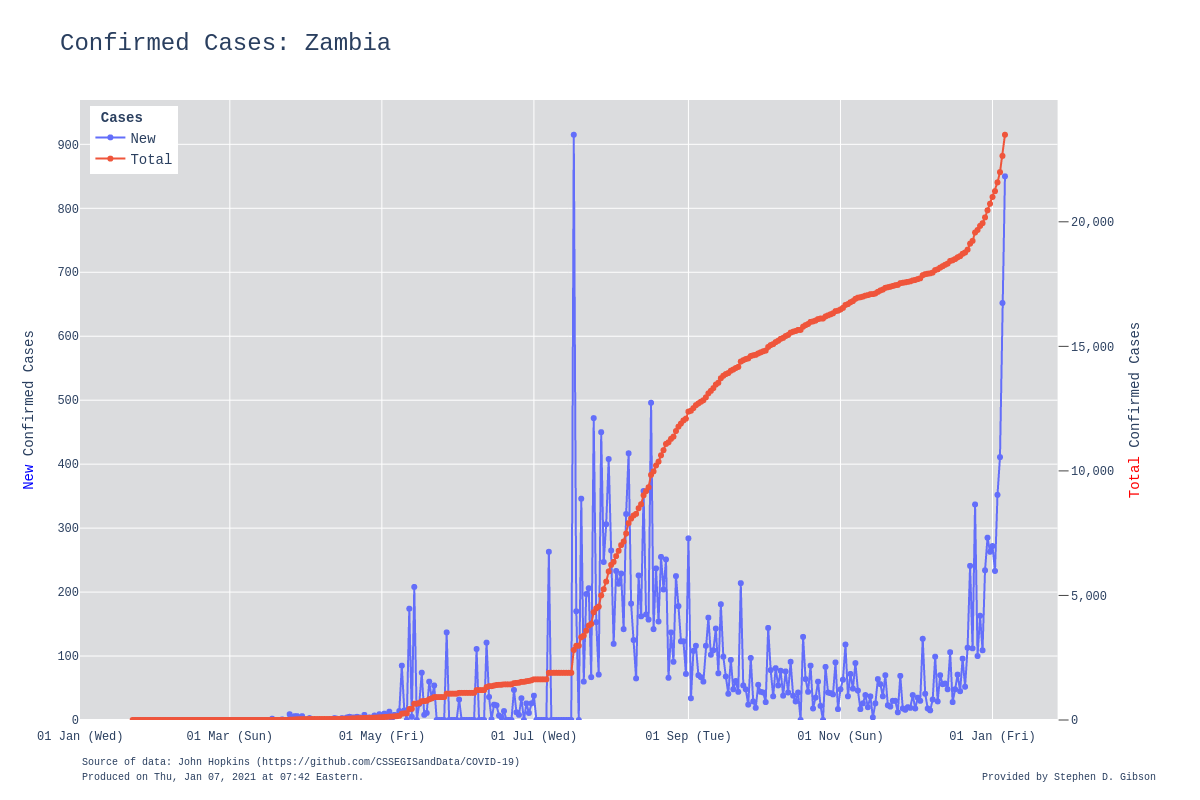 Confirmed Cases: Zambia
Cases
New
Total
900
800
700
600
500
400
300
200
100
0
New Confirmed Cases
20,000
15,000
10,000
5,000
0
Total Confirmed Cases
01 Jan (Wed) 01 Mar (Sun) 01 May (Fri) 01 Jul (Wed) 01 Sep (Tue) 01 Nov (Sun) 01 Jan (Fri)
Source of data: John Hopkins (https://github.com/CSSEGISandData/COVID-19)
Produced on Thu, Jan 07, 2021 at 07:42 Eastern.
Provided by Stephen D. Gibson